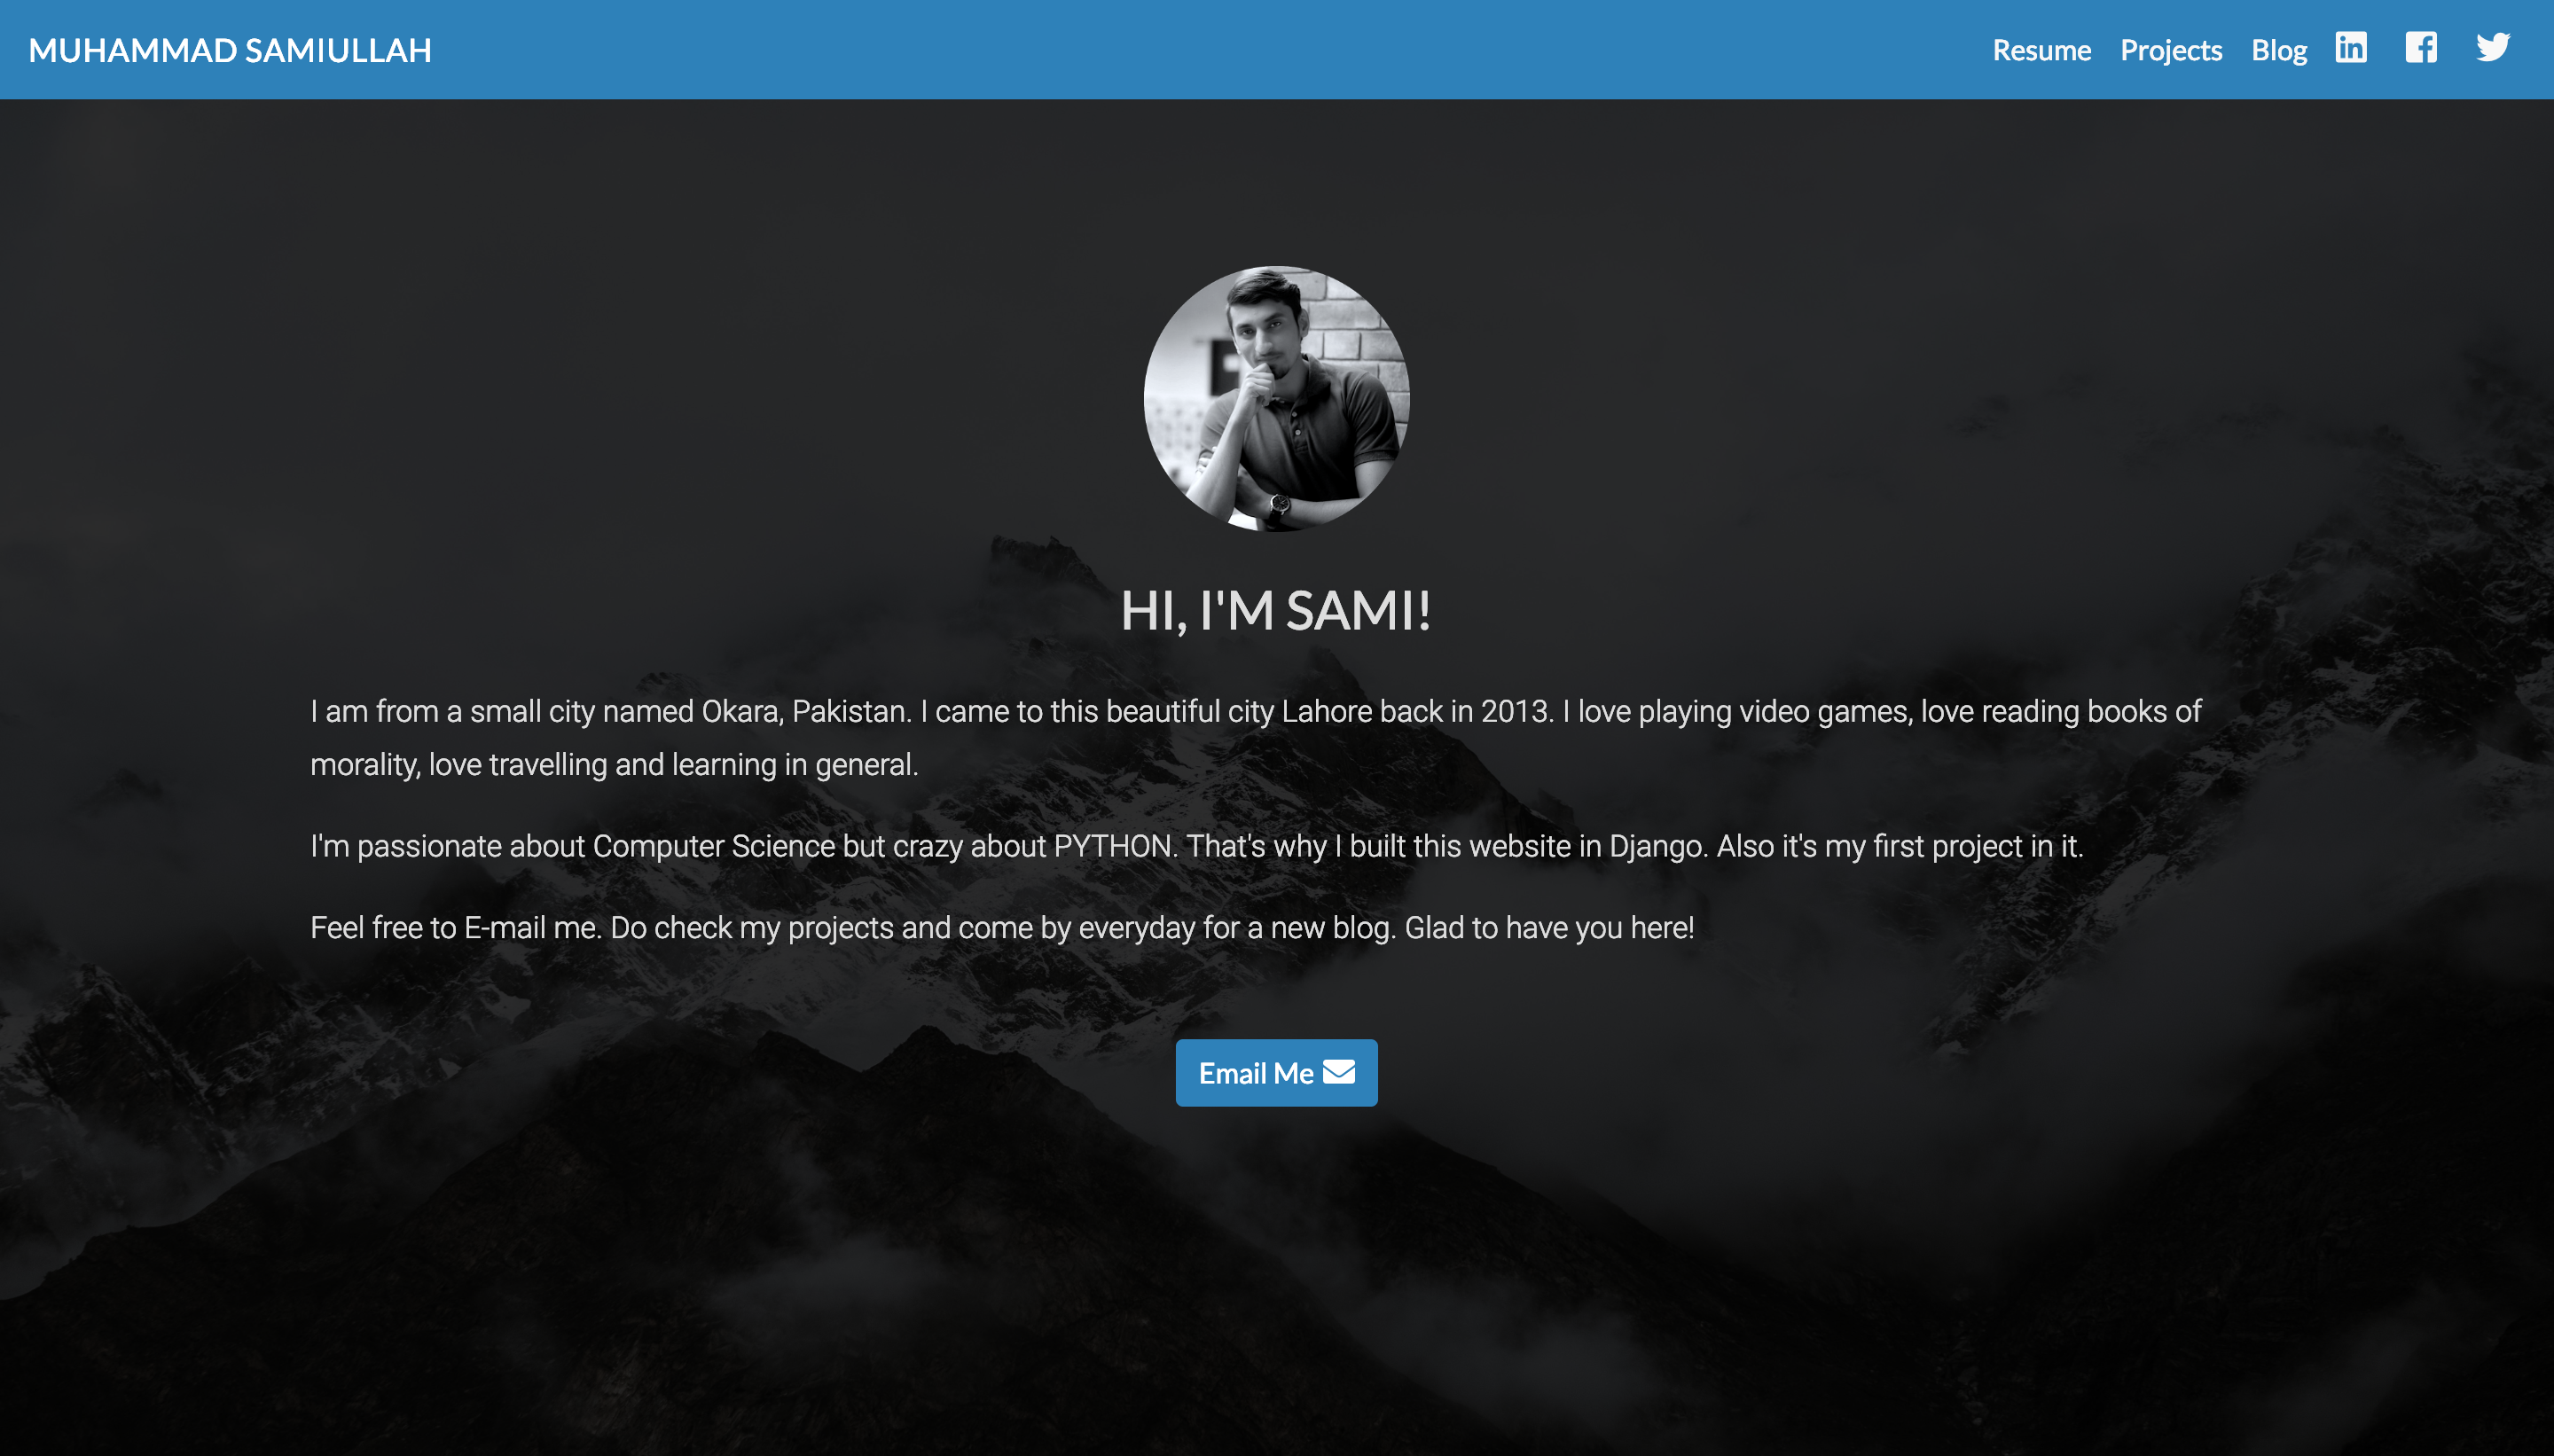 MUHAMMAD SAMIULLAH
Resume Projects Blog
HI, I'M SAMI!
I am from a small city named Okara, Pakistan. I came to this beautiful city Lahore back in 2013. I love playing video games, love reading books of
morality, love travelling and learning in general.
I'm passionate about Computer Science but crazy about PYTHON. That's why I built this website in Django. Also it's my first project in it.
Feel free to E-mail me. Do check my projects and come by everyday for a new blog. Glad to have you here!
Email Me